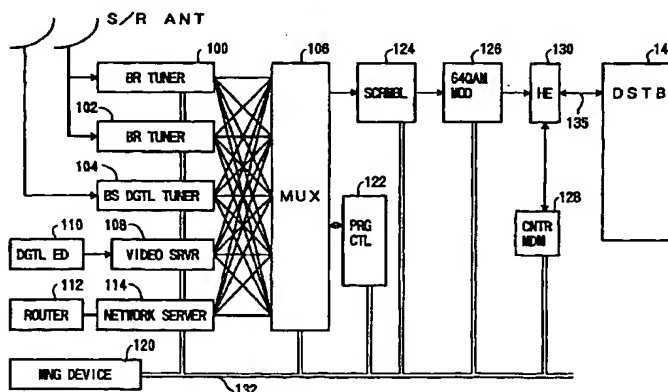 S/R ANT
100
BR TUNER
102
BR TUNER
104
BS DGTL TUNER
110
DGTL ED
108
VIDEO SRVR
112
ROUTER
114
NETWORK SERVER
120
MNG DEVICE
106
MUX
122
PRG
CTL
124
SCRMBL
126
64QAM
MOD
130
HE
135
128
CNTR
MDM
132
14
DSTB